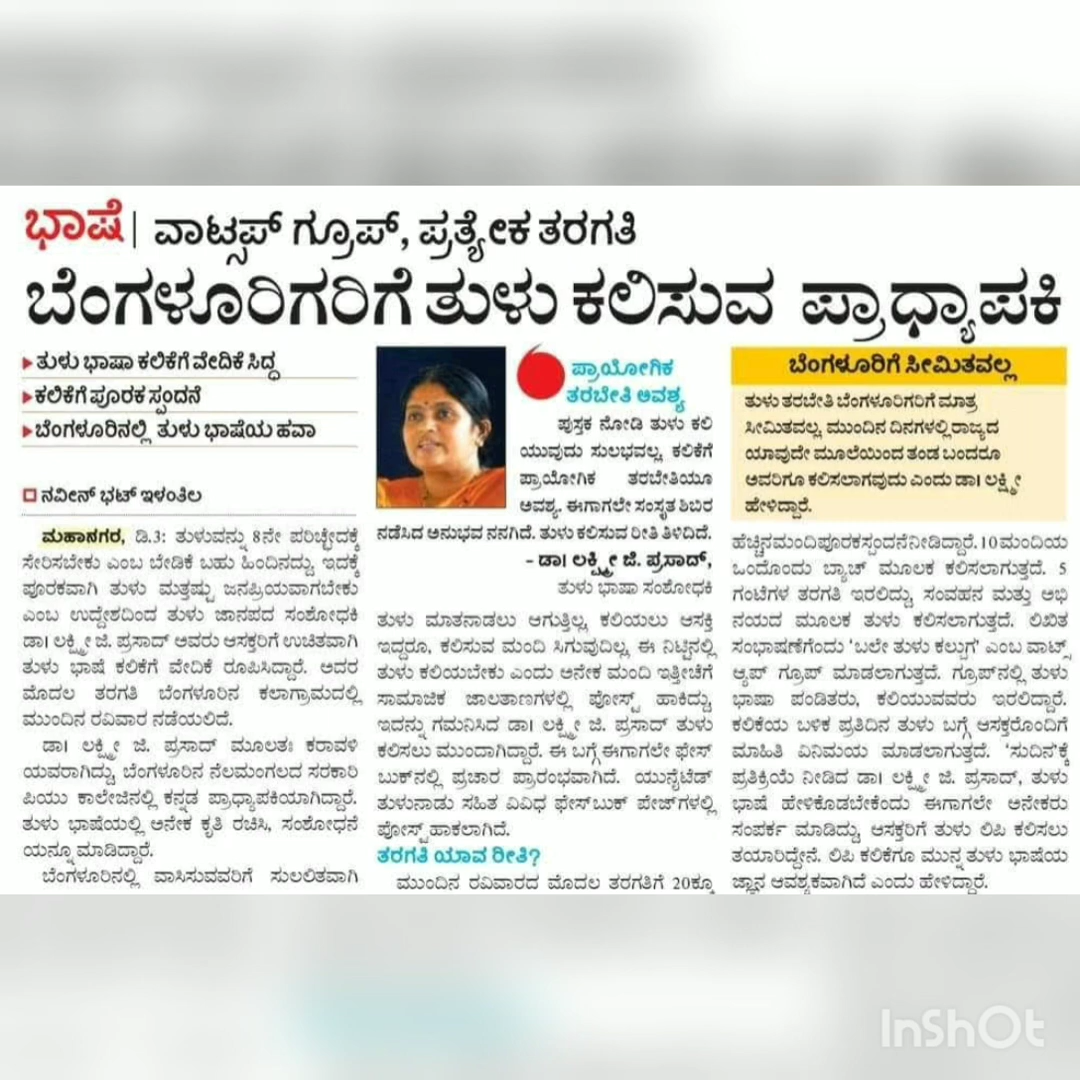 ಭಾಷೆ | ವಾಟ್ಸಪ್ ಗ್ರೂಪ್, ಪ್ರತ್ಯೇಕ ತರಗತಿ
ಬೆಂಗಳೂರಿಗರಿಗೆ ತುಳು ಕಲಿಸುವ ಪ್ರಾಧ್ಯಾಪಕಿ
▸ ತುಳು ಭಾಷಾ ಕಲಿಕೆಗೆ ವೇದಿಕೆ ಸಿದ್ಧ
▸ ಕಲಿಕೆಗೆ ಪೂರಕ ಸ್ಪಂದನೆ
▸ ಬೆಂಗಳೂರಿನಲ್ಲಿ ತುಳು ಭಾಷೆಯ ಹವಾ
ನವೀನ್ ಭಟ್ ಇಳಂತಿಲ
ಮಹಾನಗರ, ಡಿ.3: ತುಳುವನ್ನು 8ನೇ ಪರಿಚ್ಛೇದಕ್ಕೆ
ಸೇರಿಸಬೇಕು ಎಂಬ ಬೇಡಿಕೆ ಬಹು ಹಿಂದಿನದ್ದು. ಇದಕ್ಕೆ
ಪೂರಕವಾಗಿ ತುಳು ಮತ್ತಷ್ಟು ಜನಪ್ರಿಯವಾಗಬೇಕು
ಎಂಬ ಉದ್ದೇಶದಿಂದ ತುಳು ಜಾನಪದ ಸಂಶೋಧಕಿ
ಡಾ| ಲಕ್ಷ್ಮೀ ಜಿ. ಪ್ರಸಾದ್ ಅವರು ಆಸಕ್ತರಿಗೆ ಉಚಿತವಾಗಿ
ತುಳು ಭಾಷೆ ಕಲಿಕೆಗೆ ವೇದಿಕೆ ರೂಪಿಸಿದ್ದಾರೆ. ಅದರ
ಮೊದಲ ತರಗತಿ ಬೆಂಗಳೂರಿನ ಕಲಾಗ್ರಾಮದಲ್ಲಿ
ಮುಂದಿನ ರವಿವಾರ ನಡೆಯಲಿದೆ.
ಡಾ| ಲಕ್ಷ್ಮೀ ಜಿ. ಪ್ರಸಾದ್ ಮೂಲತಃ ಕರಾವಳಿ
ಯವರಾಗಿದ್ದು, ಬೆಂಗಳೂರಿನ ನೆಲಮಂಗಲದ ಸರಕಾರಿ
ಪಿಯು ಕಾಲೇಜಿನಲ್ಲಿ ಕನ್ನಡ ಪ್ರಾಧ್ಯಾಪಕಿಯಾಗಿದ್ದಾರೆ.
ತುಳು ಭಾಷೆಯಲ್ಲಿ ಅನೇಕ ಕೃತಿ ರಚಿಸಿ, ಸಂಶೋಧನೆ
ಯನ್ನೂ ಮಾಡಿದ್ದಾರೆ.
ಬೆಂಗಳೂರಿನಲ್ಲಿ ವಾಸಿಸುವವರಿಗೆ ಸುಲಲಿತವಾಗಿ
ಪ್ರಾಯೋಗಿಕ
ತರಬೇತಿ ಅವಶ್ಯ
ಪುಸ್ತಕ ನೋಡಿ ತುಳು ಕಲಿ
ಯುವುದು ಸುಲಭವಲ್ಲ. ಕಲಿಕೆಗೆ
ಪ್ರಾಯೋಗಿಕ ತರಬೇತಿಯೂ
ಅವಶ್ಯ. ಈಗಾಗಲೇ ಸಂಸ್ಕೃತ ಶಿಬಿರ
ನಡೆಸಿದ ಅನುಭವ ನನಗಿದೆ. ತುಳು ಕಲಿಸುವ ರೀತಿ ತಿಳಿದಿದೆ.
- ಡಾ| ಲಕ್ಷ್ಮೀ ಜಿ. ಪ್ರಸಾದ್,
ತುಳು ಭಾಷಾ ಸಂಶೋಧಕಿ
ತುಳು ಮಾತನಾಡಲು ಆಗುತ್ತಿಲ್ಲ, ಕಲಿಯಲು ಆಸಕ್ತಿ
ಇದ್ದರೂ, ಕಲಿಸುವ ಮಂದಿ ಸಿಗುವುದಿಲ್ಲ. ಈ ನಿಟ್ಟಿನಲ್ಲಿ
ತುಳು ಕಲಿಯಬೇಕು ಎಂದು ಅನೇಕ ಮಂದಿ ಇತ್ತೀಚೆಗೆ
ಸಾಮಾಜಿಕ ಜಾಲತಾಣಗಳಲ್ಲಿ ಪೋಸ್ಟ್ ಹಾಕಿದ್ದು,
ಇದನ್ನು ಗಮನಿಸಿದ ಡಾ| ಲಕ್ಷ್ಮೀ ಜಿ. ಪ್ರಸಾದ್ ತುಳು
ಕಲಿಸಲು ಮುಂದಾಗಿದ್ದಾರೆ. ಈ ಬಗ್ಗೆ ಈಗಾಗಲೇ ಫೇಸ್
ಬುಕ್‌ನಲ್ಲಿ ಪ್ರಚಾರ ಪ್ರಾರಂಭವಾಗಿದೆ. ಯುನೈಟೆಡ್
ತುಳುನಾಡು ಸಹಿತ ವಿವಿಧ ಫೇಸ್‌ಬುಕ್ ಪೇಜ್‌ಗಳಲ್ಲಿ
ಪೋಸ್ಟ್ ಹಾಕಲಾಗಿದೆ.
ತರಗತಿ ಯಾವ ರೀತಿ?
ಮುಂದಿನ ರವಿವಾರದ ಮೊದಲ ತರಗತಿಗೆ 20ಕ್ಕೂ
ಬೆಂಗಳೂರಿಗೆ ಸೀಮಿತವಲ್ಲ
ತುಳು ತರಬೇತಿ ಬೆಂಗಳೂರಿಗರಿಗೆ ಮಾತ್ರ
ಸೀಮಿತವಲ್ಲ. ಮುಂದಿನ ದಿನಗಳಲ್ಲಿ ರಾಜ್ಯದ
ಯಾವುದೇ ಮೂಲೆಯಿಂದ ತಂಡ ಬಂದರೂ
ಅವರಿಗೂ ಕಲಿಸಲಾಗವುದು ಎಂದು ಡಾ| ಲಕ್ಷ್ಮೀ
ಹೇಳಿದ್ದಾರೆ.
ಹೆಚ್ಚಿನ ಮಂದಿ ಪೂರಕ ಸ್ಪಂದನೆ ನೀಡಿದ್ದಾರೆ. 10 ಮಂದಿಯ
ಒಂದೊಂದು ಬ್ಯಾಚ್ ಮೂಲಕ ಕಲಿಸಲಾಗುತ್ತದೆ. 5
ಗಂಟೆಗಳ ತರಗತಿ ಇರಲಿದ್ದು, ಸಂವಹನ ಮತ್ತು ಅಭಿ
ನಯದ ಮೂಲಕ ತುಳು ಕಲಿಸಲಾಗುತ್ತದೆ. ಲಿಖಿತ
ಸಂಭಾಷಣೆಗೆಂದು 'ಬಲೇ ತುಳು ಕಲ್ಪುಗ' ಎಂಬ ವಾಟ್ಸ್
ಆ್ಯಪ್ ಗ್ರೂಪ್ ಮಾಡಲಾಗುತ್ತದೆ. ಗ್ರೂಪ್‌ನಲ್ಲಿ ತುಳು
ಭಾಷಾ ಪಂಡಿತರು, ಕಲಿಯುವವರು ಇರಲಿದ್ದಾರೆ.
ಕಲಿಕೆಯ ಬಳಿಕ ಪ್ರತಿದಿನ ತುಳು ಬಗ್ಗೆ ಆಸಕ್ತರೊಂದಿಗೆ
ಮಾಹಿತಿ ವಿನಿಮಯ ಮಾಡಲಾಗುತ್ತದೆ. 'ಸುದಿನ'ಕ್ಕೆ
ಪ್ರತಿಕ್ರಿಯೆ ನೀಡಿದ ಡಾ| ಲಕ್ಷ್ಮೀ ಜಿ. ಪ್ರಸಾದ್, ತುಳು
ಭಾಷೆ ಹೇಳಿಕೊಡಬೇಕೆಂದು ಈಗಾಗಲೇ ಅನೇಕರು
ಸಂಪರ್ಕ ಮಾಡಿದ್ದು, ಆಸಕ್ತರಿಗೆ ತುಳು ಲಿಪಿ ಕಲಿಸಲು
ತಯಾರಿದ್ದೇನೆ. ಲಿಪಿ ಕಲಿಕೆಗೂ ಮುನ್ನ ತುಳು ಭಾಷೆಯ
ಜ್ಞಾನ ಅವಶ್ಯಕವಾಗಿದೆ ಎಂದು ಹೇಳಿದ್ದಾರೆ.
InShOt